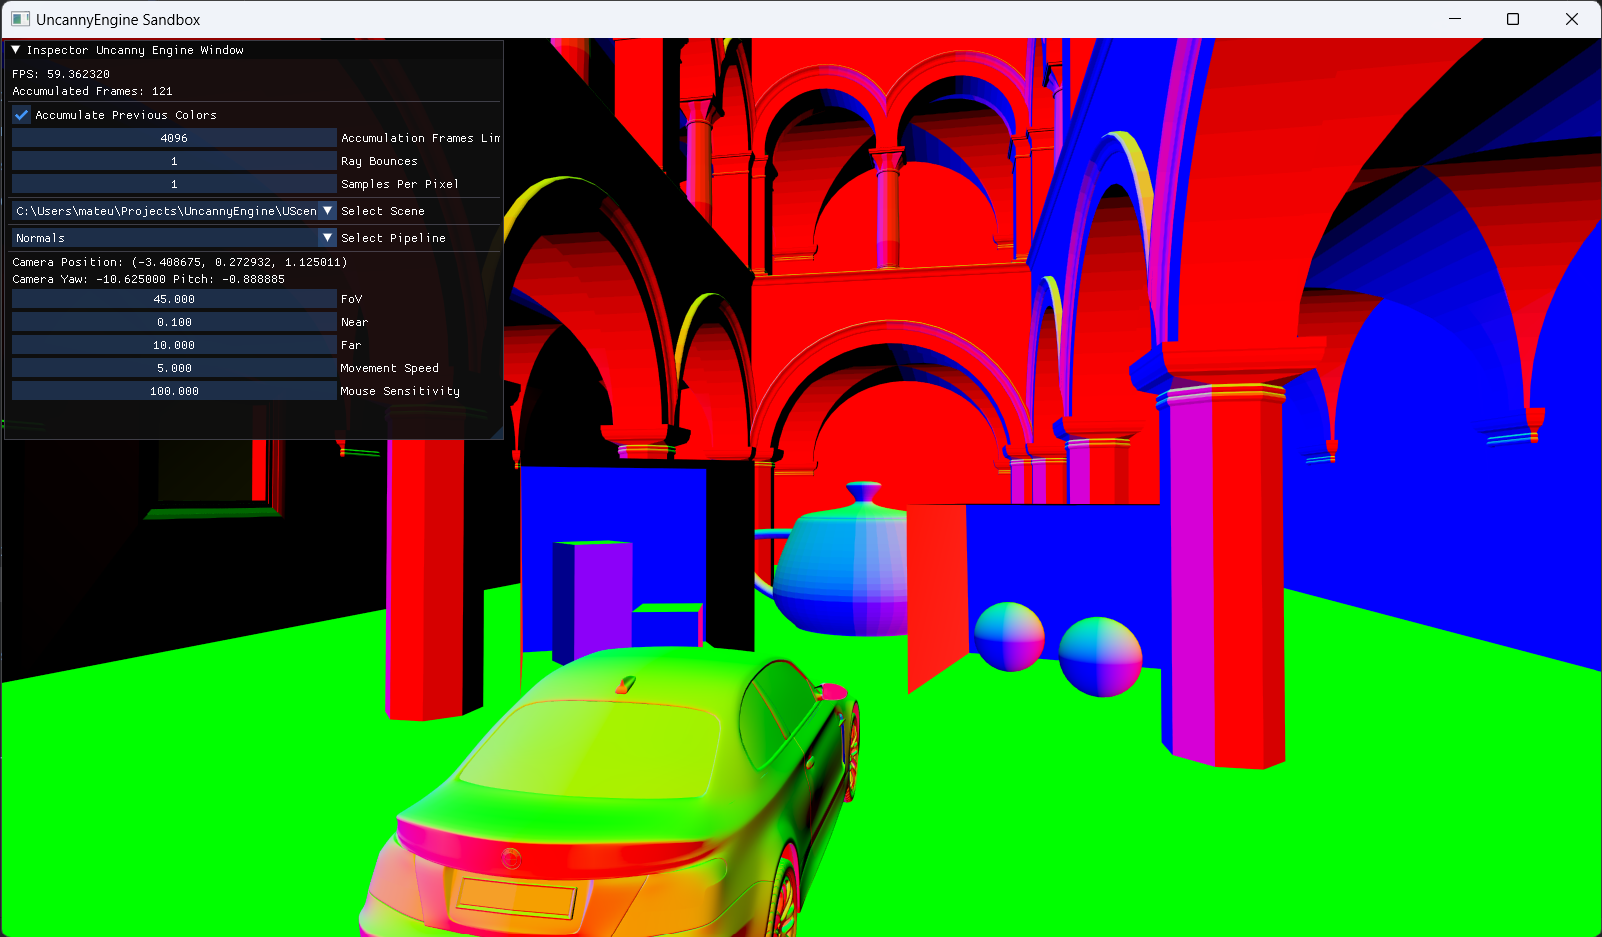 UncannyEngine Sandbox
Inspector Uncanny Engine Window
FPS: 59.362320
Accumulated Frames: 121
Accumulate Previous Colors
4096 Accumulation Frames Lim
1 Ray Bounces
1 Samples Per Pixel
C:\Users\mateu\Projects\UncannyEngine\UScen Select Scene
Normals Select Pipeline
Camera Position: (-3.408675, 0.272932, 1.125011)
Camera Yaw: -10.625000 Pitch: -0.888885
45.000 FoV
0.100 Near
10.000 Far
5.000 Movement Speed
100.000 Mouse Sensitivity